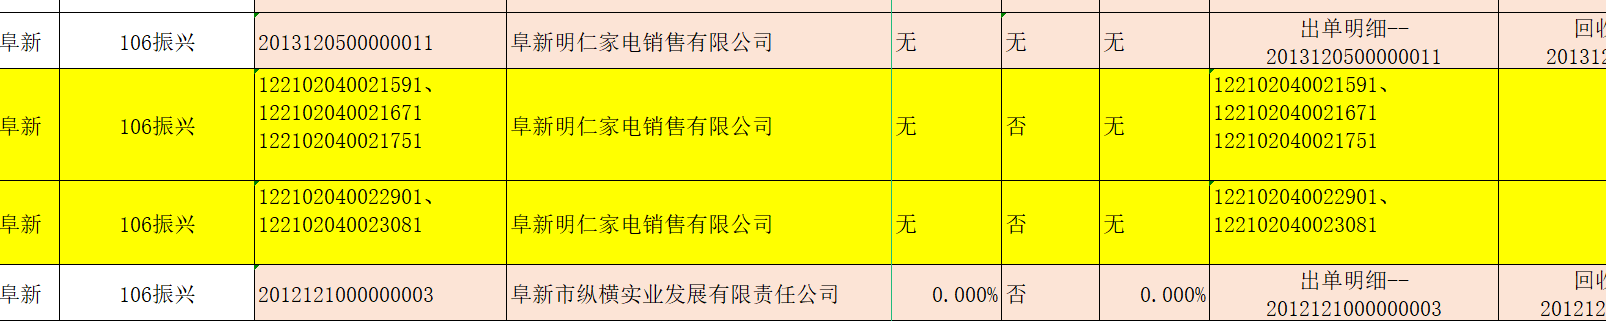 阜新 106振兴 2013120500000011 阜新明仁家电销售有限公司 无 无 无 出单明细--
2013120500000011 回收
201312
阜新 106振兴 122102040021591、
122102040021671
122102040021751 阜新明仁家电销售有限公司 无 否 无 122102040021591、
122102040021671
122102040021751
阜新 106振兴 122102040022901、
122102040023081 阜新明仁家电销售有限公司 无 否 无 122102040022901、
122102040023081
阜新 106振兴 2012121000000003 阜新市纵横实业发展有限责任公司 0.000% 否 0.000% 出单明细--
2012121000000003 回收
201212